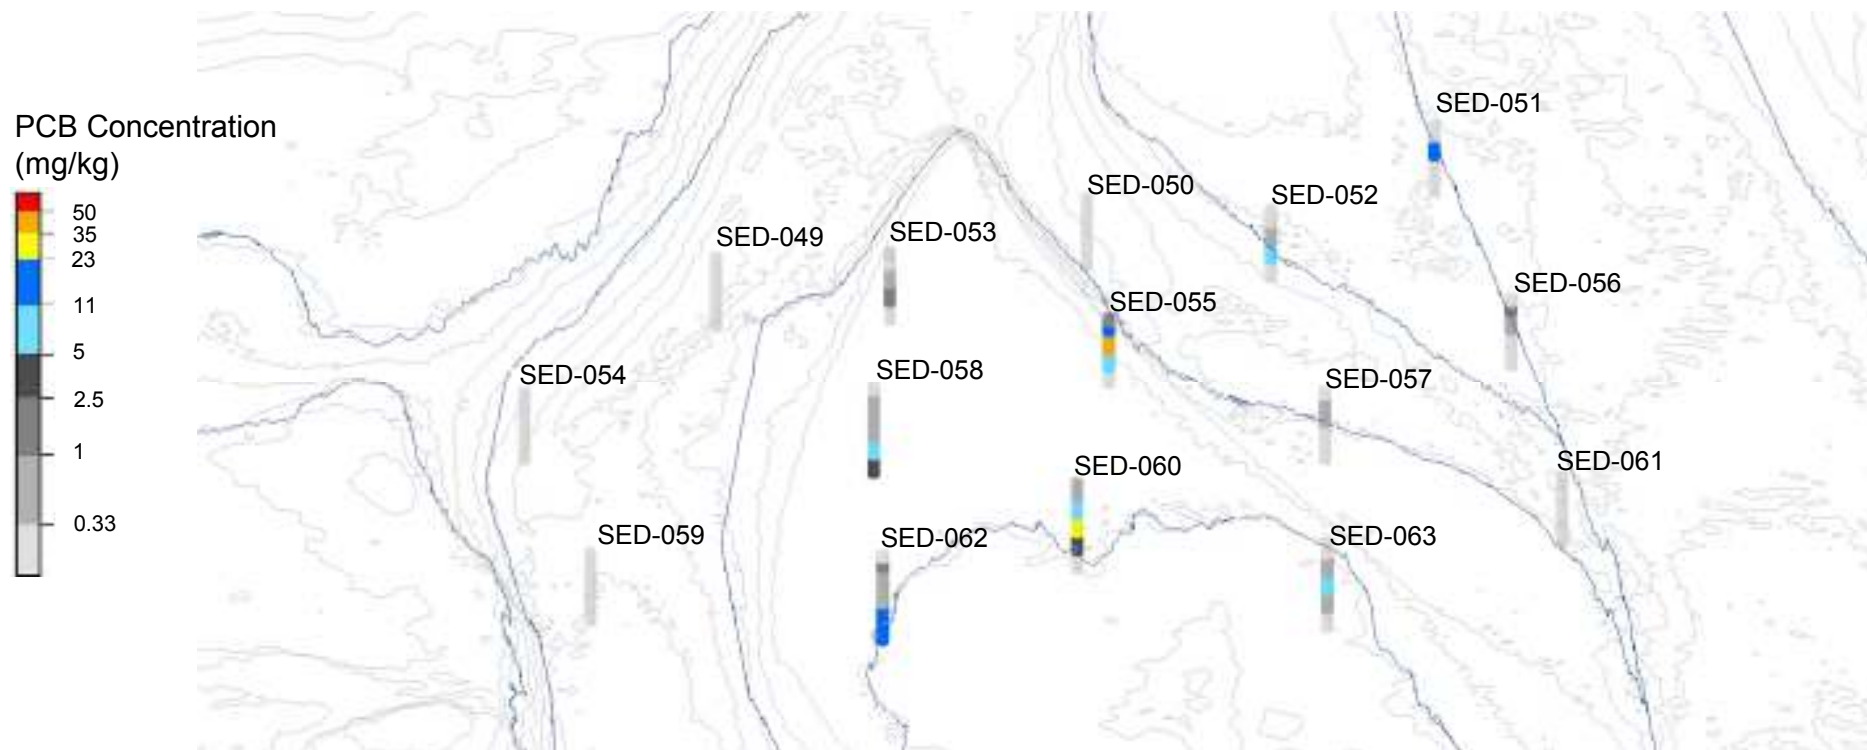 PCB Concentration
(mg/kg)
50
35
23
11
5
2.5
1
0.33
SED-051
SED-050
SED-052
SED-053
SED-049
SED-056
SED-055
SED-058
SED-054
SED-057
SED-061
SED-060
SED-059
SED-062
SED-063